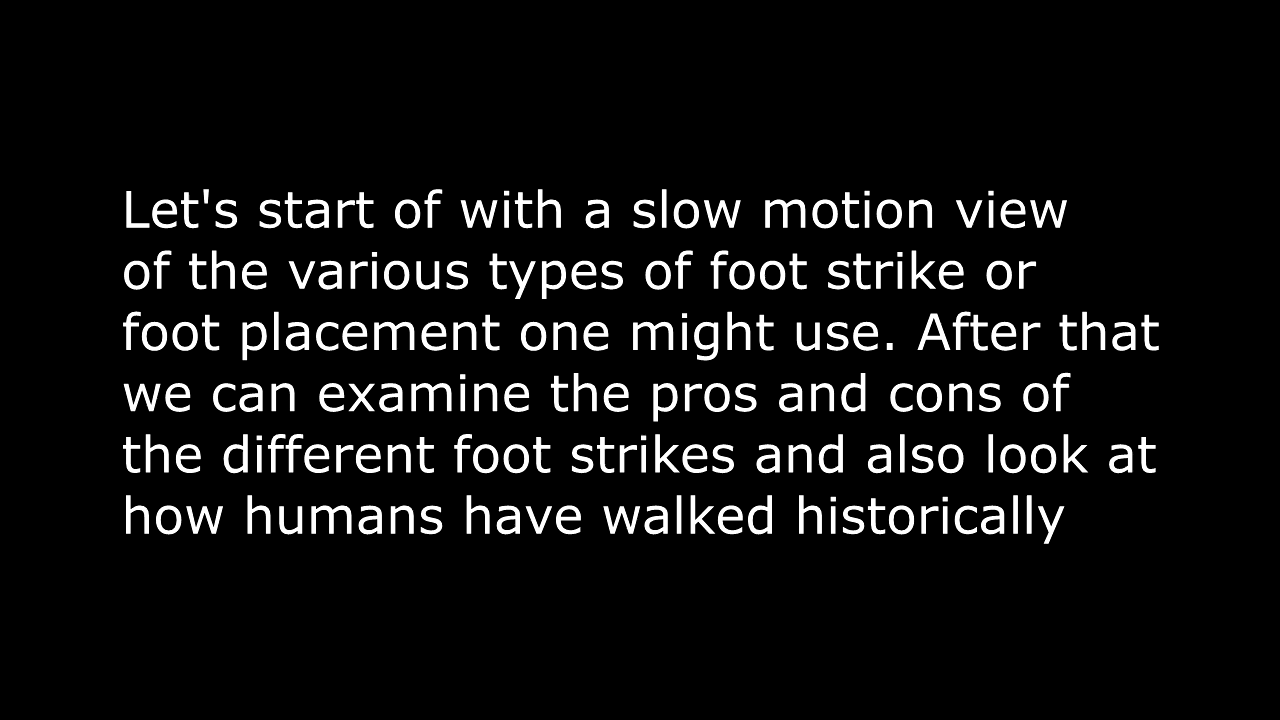 Let's start of with a slow motion view
of the various types of foot strike or
foot placement one might use. After that
we can examine the pros and cons of
the different foot strikes and also look at
how humans have walked historically